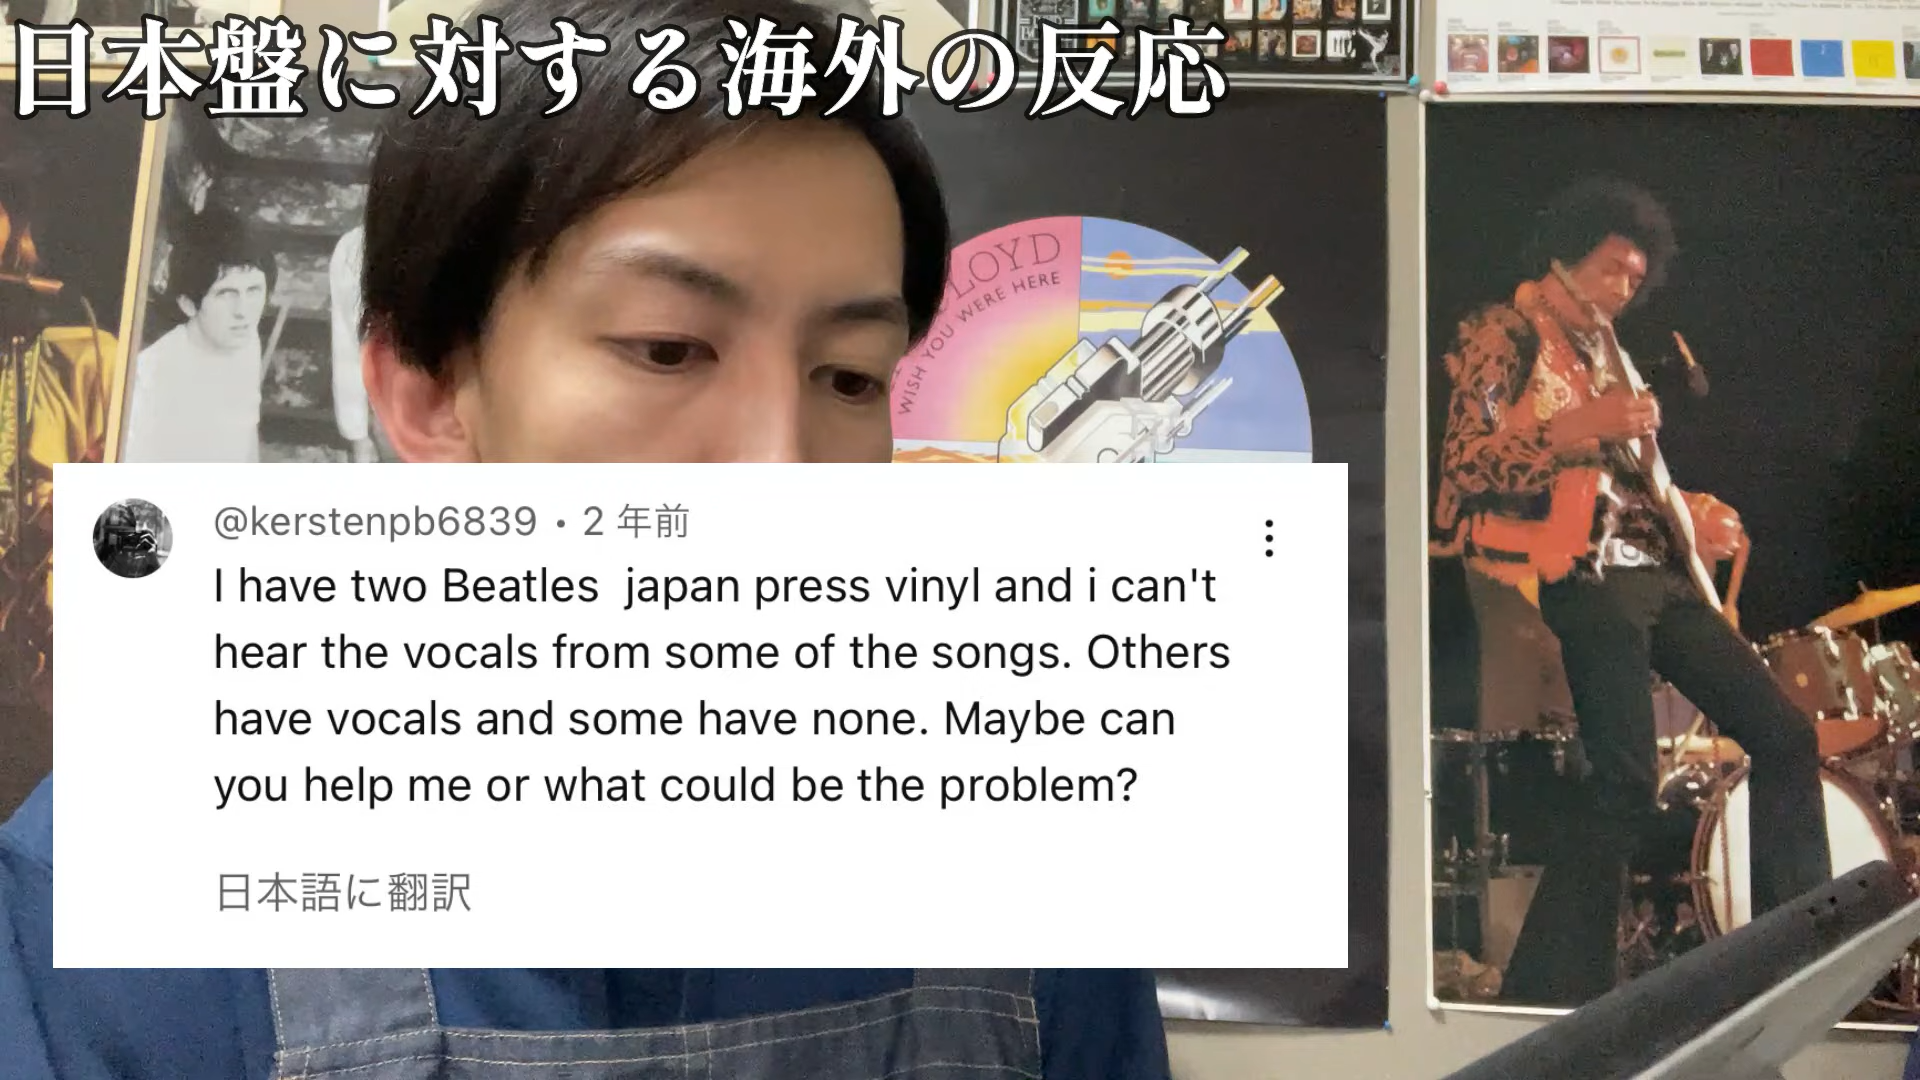 日本盤に対する海外の反応
LOYD
WISH YOU WERE HERE
@kerstenpb6839 • 2 年前
I have two Beatles  japan press vinyl and i can't
hear the vocals from some of the songs. Others
have vocals and some have none. Maybe can
you help me or what could be the problem?
日本語に翻訳